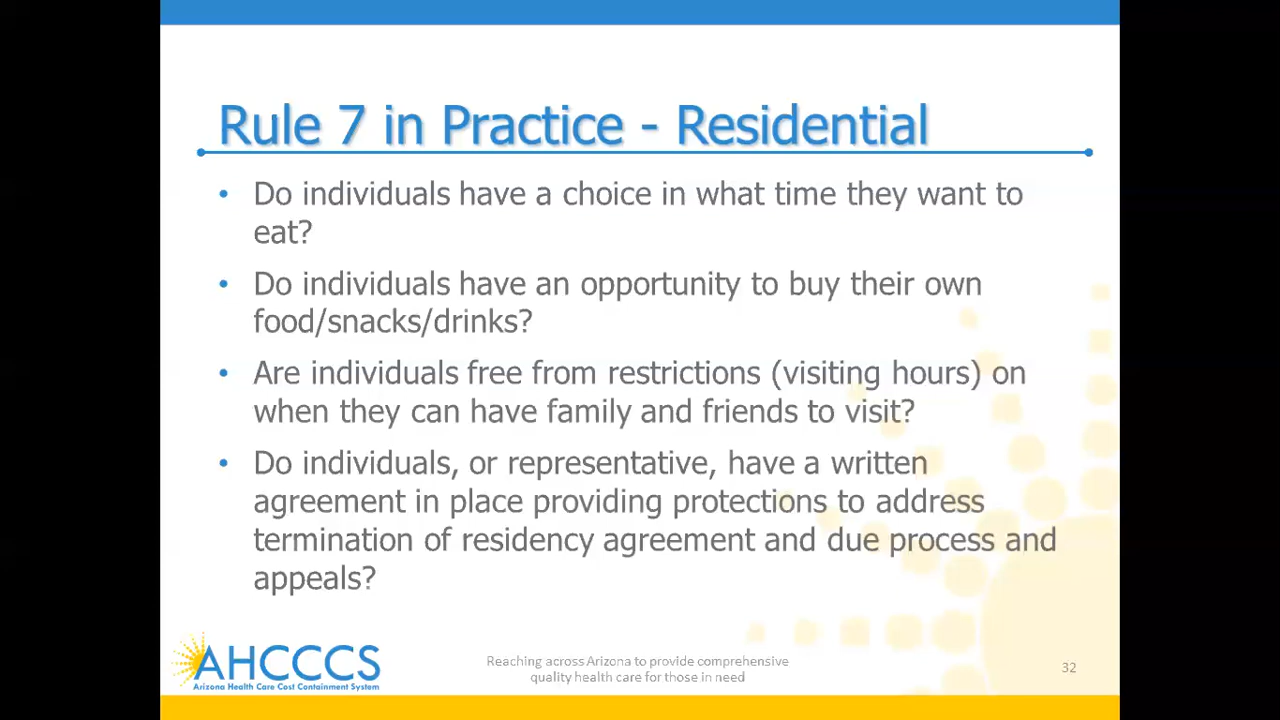 Rule 7 in Practice - Residential
• Do individuals have a choice in what time they want to
eat?
• Do individuals have an opportunity to buy their own
food/snacks/drinks?
• Are individuals free from restrictions (visiting hours) on
when they can have family and friends to visit?
• Do individuals, or representative, have a written
agreement in place providing protections to address
termination of residency agreement and due process and
appeals?
AHCCCS
Arizona Health Care Cost Containment System
Reaching across Arizona to provide comprehensive
quality health care for those in need
32